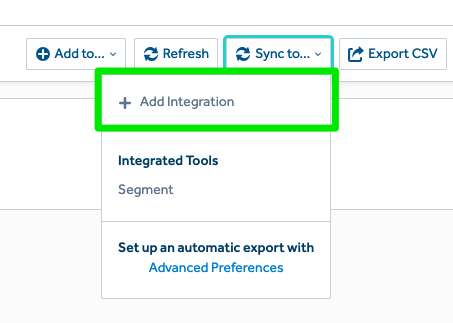 Add to...
Refresh
Sync to...
Export CSV
Add Integration
Integrated Tools
Segment
Set up an automatic export with
Advanced Preferences